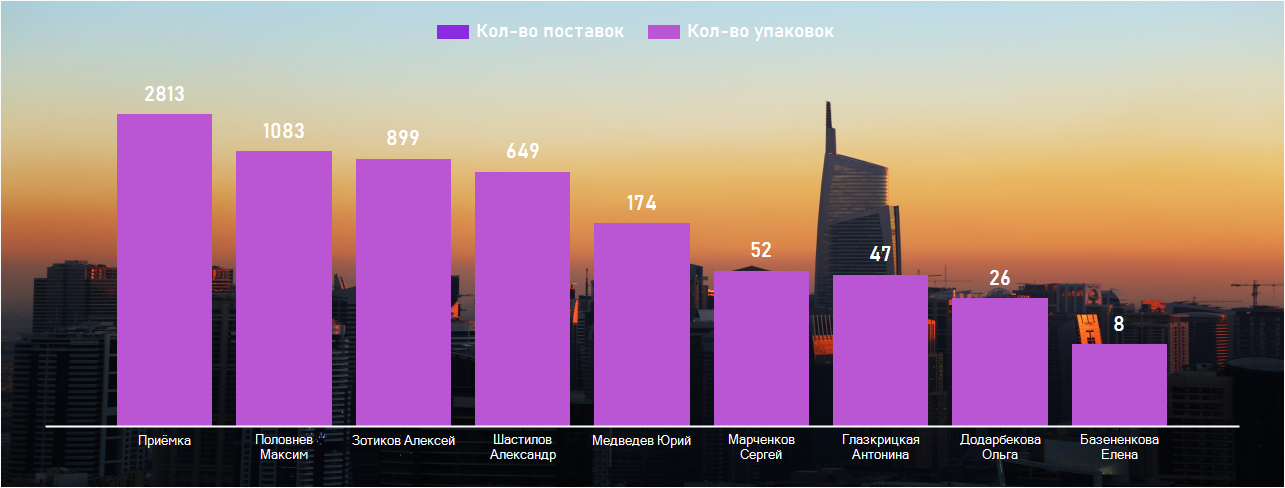 Кол-во поставок Кол-во упаковок
2813
1083
899
649
174
52
47
26
8
Приёмка
Половнев
Максим
Зотиков Алексей
Шастилов
Александр
Медведев Юрий
Марченков
Сергей
Глазкрицкая
Антонина
Додарбекова
Ольга
Базененкова
Елена